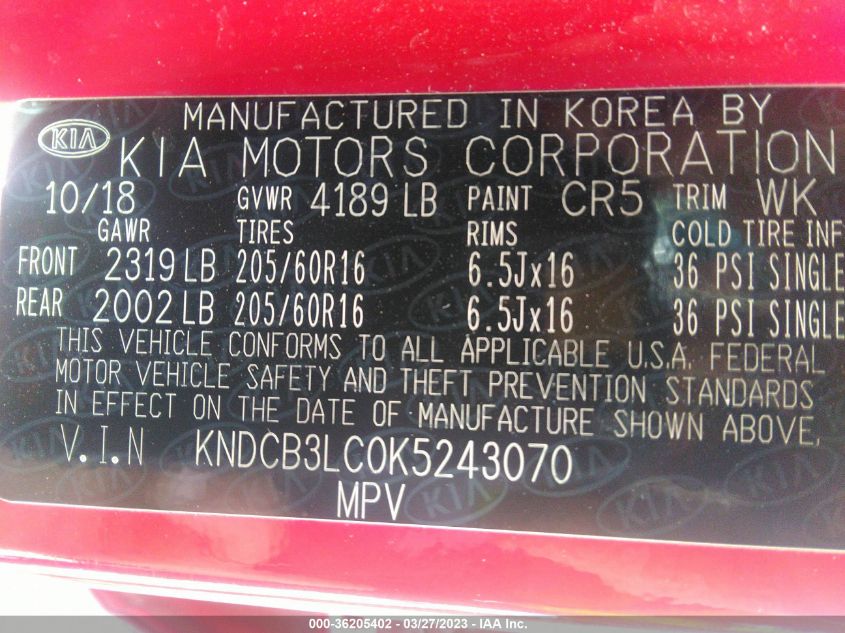 MANUFACTURED IN KOREA BY
KIA KIA MOTORS CORPORATION
10/18 GVWR 4189 LB PAINT CR5 TRIM WK
GAWR TIRES RIMS COLD TIRE INF
FRONT 2319 LB 205/60R16 6.5Jx16 36 PSI SINGLE
REAR 2002 LB 205/60R16 6.5Jx16 36 PSI SINGLE
THIS VEHICLE CONFORMS TO ALL APPLICABLE U.S.A. FEDERAL
MOTOR VEHICLE SAFETY AND THEFT PREVENTION STANDARDS
IN EFFECT ON THE DATE OF MANUFACTURE SHOWN ABOVE,
V.I.N KNDCB3LC0K5243070
MPV
000-36205402 - 03/27/2023 - IAA Inc.